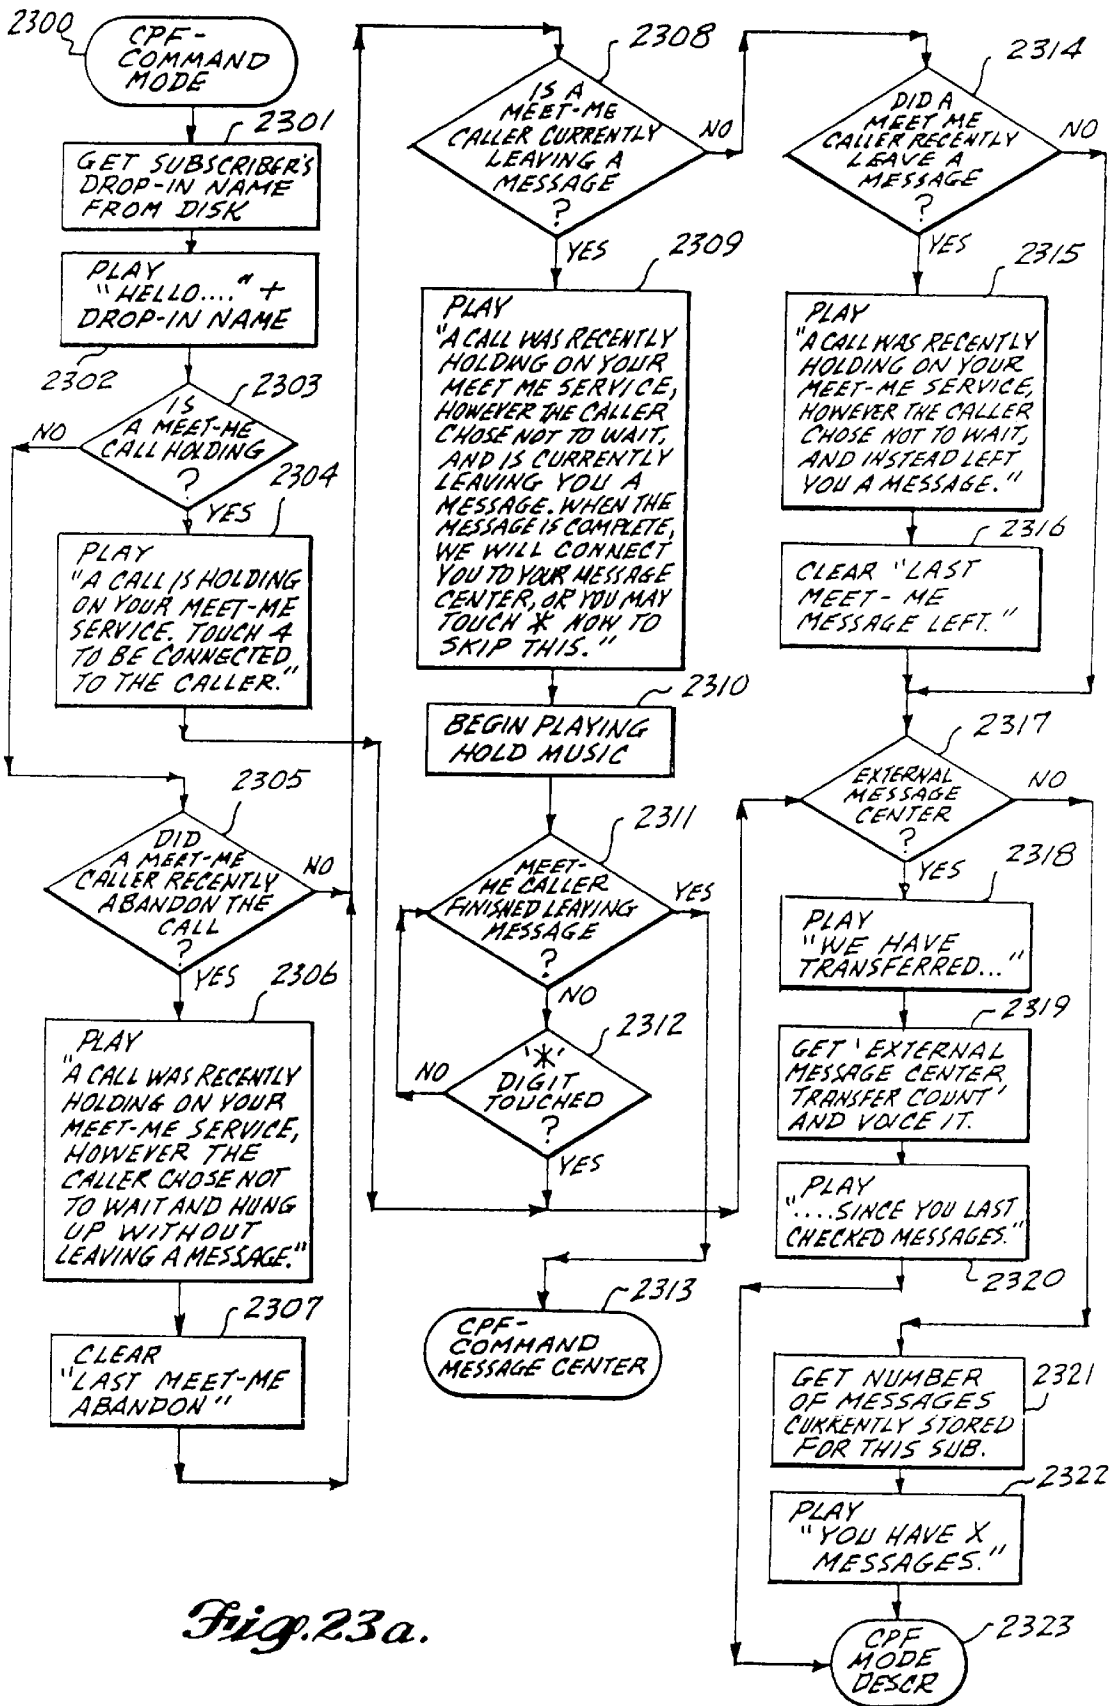 2300
CPF-
COMMAND
MODE
2301
GET SUBSCRIBER'S
DROP-IN NAME
FROM DISK
PLAY
"HELLO...." +
DROP-IN NAME
2302
2303
IS
A MEET-ME
CALL HOLDING
?
NO
YES
2304
PLAY
"A CALL IS HOLDING
ON YOUR MEET-ME
SERVICE. TOUCH 4
TO BE CONNECTED
TO THE CALLER."
2305
DID
A MEET-ME
CALLER RECENTLY
ABANDON THE
CALL
?
NO
YES
2306
PLAY
"A CALL WAS RECENTLY
HOLDING ON YOUR
MEET-ME SERVICE,
HOWEVER THE
CALLER CHOSE NOT
TO WAIT AND HUNG
UP WITHOUT
LEAVING A MESSAGE."
2307
CLEAR
"LAST MEET-ME
ABANDON"
2308
IS A
MEET-ME
CALLER CURRENTLY
LEAVING A
MESSAGE
?
NO
YES
2309
PLAY
"A CALL WAS RECENTLY
HOLDING ON YOUR
MEET ME SERVICE,
HOWEVER THE CALLER
CHOSE NOT TO WAIT,
AND IS CURRENTLY
LEAVING YOU A
MESSAGE. WHEN THE
MESSAGE IS COMPLETE,
WE WILL CONNECT
YOU TO YOUR MESSAGE
CENTER, OR YOU MAY
TOUCH * NOW TO
SKIP THIS."
2310
BEGIN PLAYING
HOLD MUSIC
2311
MEET-
ME CALLER
FINISHED LEAVING
MESSAGE
?
YES
NO
2312
'*'
DIGIT
TOUCHED
?
NO
YES
2313
CPF-
COMMAND
MESSAGE CENTER
2314
DID A
MEET ME
CALLER RECENTLY
LEAVE A
MESSAGE
?
NO
YES
2315
PLAY
"A CALL WAS RECENTLY
HOLDING ON YOUR
MEET-ME SERVICE,
HOWEVER THE CALLER
CHOSE NOT TO WAIT,
AND INSTEAD LEFT
YOU A MESSAGE."
2316
CLEAR "LAST
MEET-ME
MESSAGE LEFT."
2317
EXTERNAL
MESSAGE
CENTER
?
NO
YES
2318
PLAY
"WE HAVE
TRANSFERRED..."
2319
GET 'EXTERNAL
MESSAGE CENTER
TRANSFER COUNT'
AND VOICE IT.
PLAY
"....SINCE YOU LAST
CHECKED MESSAGES."
2320
GET NUMBER
OF MESSAGES
CURRENTLY STORED
FOR THIS SUB.
2321
2322
PLAY
"YOU HAVE X
MESSAGES."
2323
CPF
MODE
DESCR
Fig. 23a.